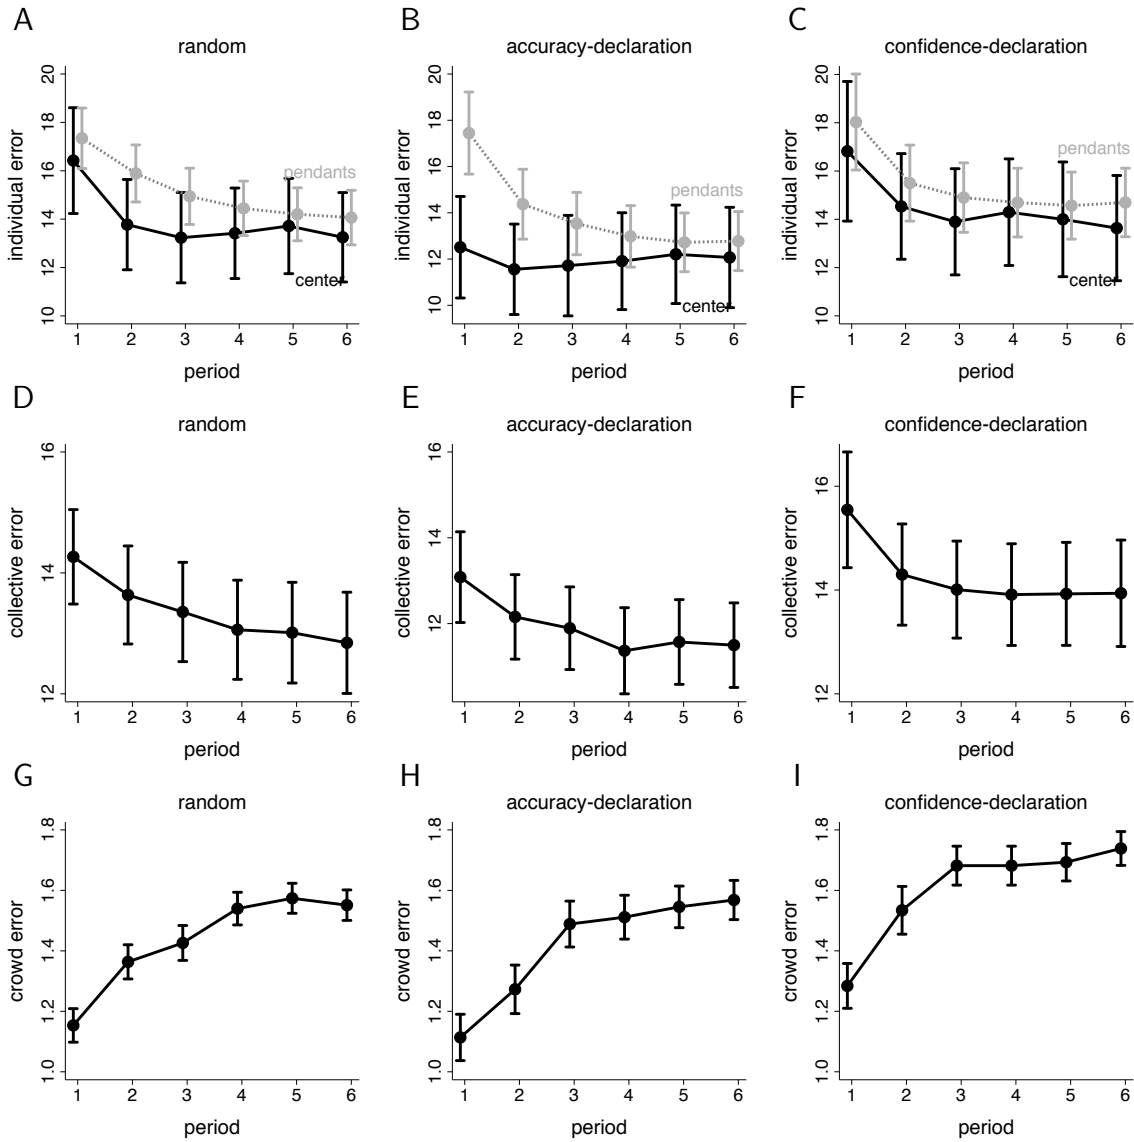 A
random
individual error
20
18
16
14
12
10
pendants
center
1 2 3 4 5 6
period
B
accuracy-declaration
individual error
20
18
16
14
12
10
pendants
center
1 2 3 4 5 6
period
C
confidence-declaration
individual error
20
18
16
14
12
10
pendants
center
1 2 3 4 5 6
period
D
random
collective error
16
14
12
1 2 3 4 5 6
period
E
accuracy-declaration
collective error
16
14
12
1 2 3 4 5 6
period
F
confidence-declaration
collective error
16
14
12
1 2 3 4 5 6
period
G
random
crowd error
1.8
1.6
1.4
1.2
1.0
1 2 3 4 5 6
period
H
accuracy-declaration
crowd error
1.8
1.6
1.4
1.2
1.0
1 2 3 4 5 6
period
I
confidence-declaration
crowd error
1.8
1.6
1.4
1.2
1.0
1 2 3 4 5 6
period